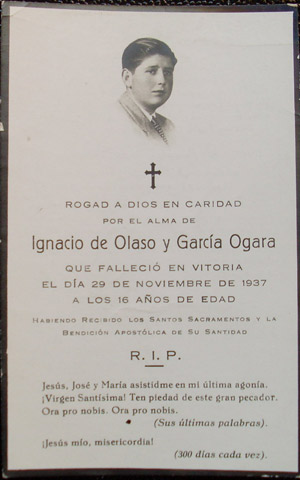 ROGAD A DIOS EN CARIDAD
POR EL ALMA DE
Ignacio de Olaso y García Ogara
QUE FALLECIÓ EN VITORIA
EL DÍA 29 DE NOVIEMBRE DE 1937
A LOS 16 AÑOS DE EDAD
HABIENDO RECIBIDO LOS SANTOS SACRAMENTOS Y LA
BENDICIÓN APOSTÓLICA DE SU SANTIDAD
R. I. P.
Jesús, José y María asistidme en mi última agonía.
¡Virgen Santísima! Ten piedad de este gran pecador.
Ora pro nobis. Ora pro nobis.
(Sus últimas palabras).
¡Jesús mío, misericordia!
(300 días cada vez).